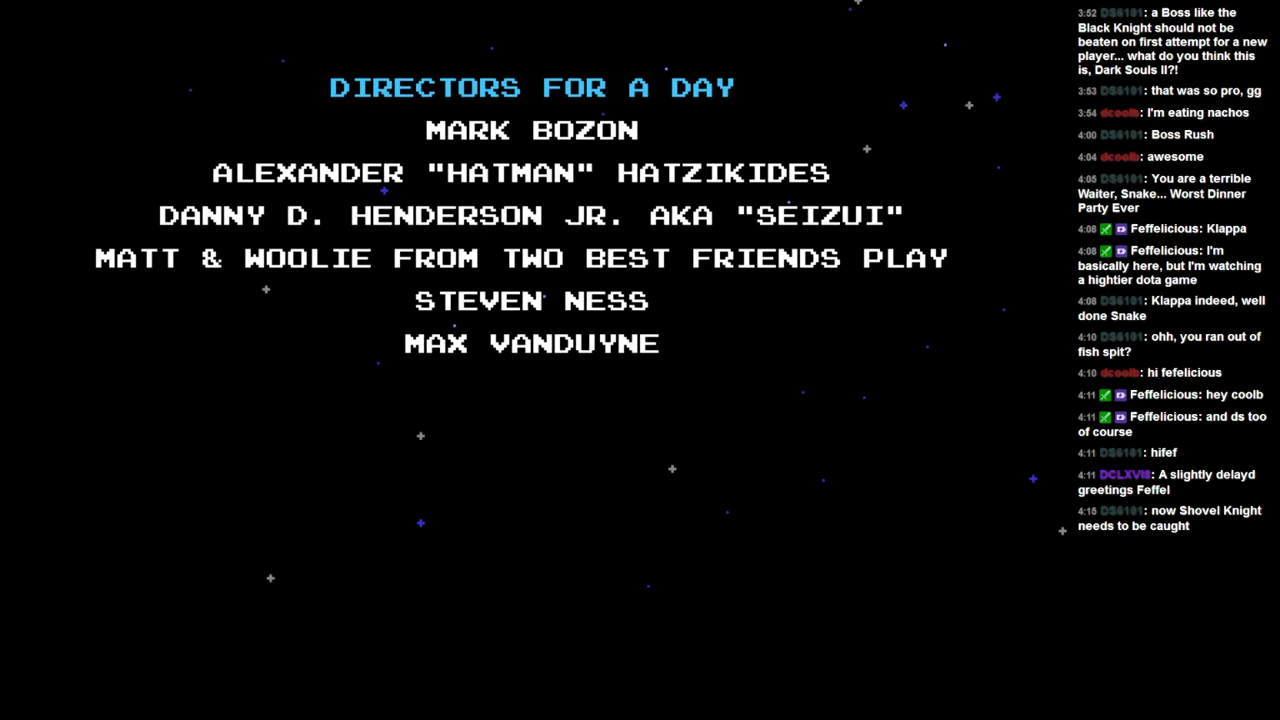 DIRECTORS FOR A DAY
MARK BOZON
ALEXANDER "HATMAN" HATZIKIDES
DANNY D. HENDERSON JR. AKA "SEIZUI"
MATT & WOOLIE FROM TWO BEST FRIENDS PLAY
STEVEN NESS
MAX VANDUYNE
3:52 DS6101: a Boss like the
Black Knight should not be
beaten on first attempt for a new
player... what do you think this
is, Dark Souls II?!
3:53 DS6101: that was so pro, gg
3:54 dcoolb: I'm eating nachos
4:00 DS6101: Boss Rush
4:04 dcoolb: awesome
4:05 DS6101: You are a terrible
Waiter, Snake... Worst Dinner
Party Ever
4:08 Feffelicious: Klappa
4:08 Feffelicious: I'm
basically here, but I'm watching
a hightier dota game
4:08 DS6101: Klappa indeed, well
done Snake
4:10 DS6101: ohh, you ran out of
fish spit?
4:10 dcoolb: hi fefelicious
4:11 Feffelicious: hey coolb
4:11 Feffelicious: and ds too
of course
4:11 DS6101: hifef
4:11 DCLXVI8: A slightly delayd
greetings Feffel
4:15 DS6101: now Shovel Knight
needs to be caught